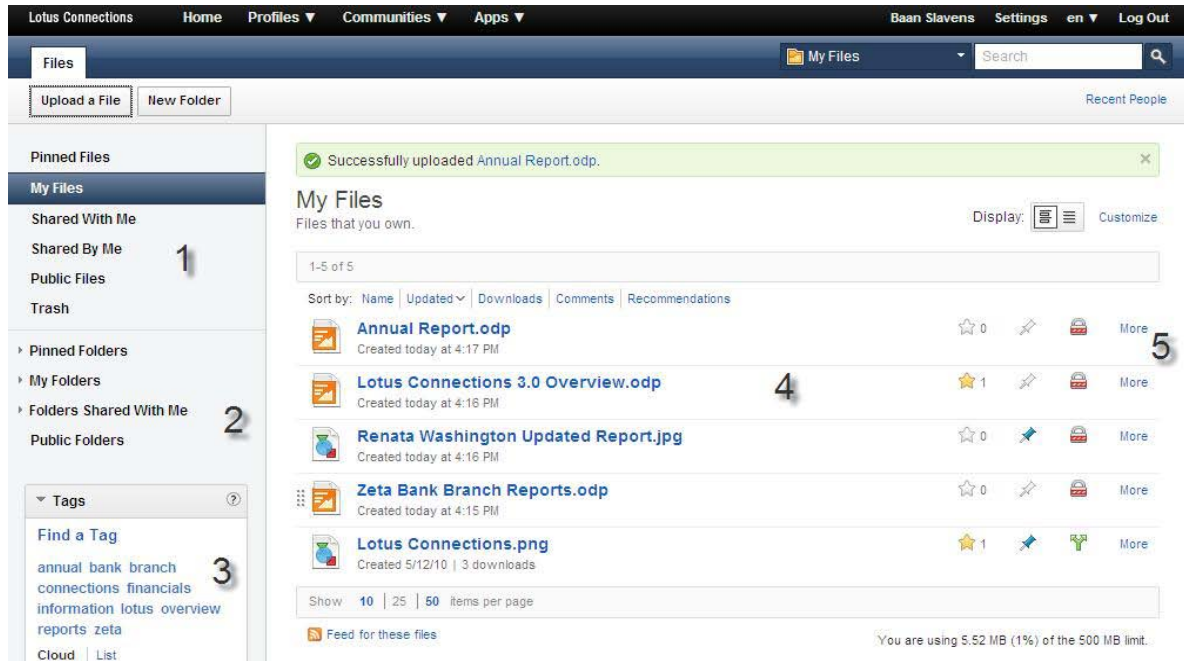 Lotus Connections Home Profiles ▼ Communities ▼ Apps ▼ Baan Slavens Settings en ▼ Log Out
Files My Files Search
Upload a File New Folder Recent People
Pinned Files
My Files
Shared With Me
Shared By Me
Public Files
Trash
1
Pinned Folders
My Folders
Folders Shared With Me
Public Folders
2
Tags ?
Find a Tag
annual bank branch
connections financials
information lotus overview
reports zeta
Cloud | List
3
Successfully uploaded Annual Report.odp. ×
My Files
Files that you own.
Display: Customize
1-5 of 5
Sort by: Name | Updated | Downloads | Comments | Recommendations
Annual Report.odp 0 More
Created today at 4:17 PM
5
Lotus Connections 3.0 Overview.odp 4 1 More
Created today at 4:16 PM
Renata Washington Updated Report.jpg 0 More
Created today at 4:16 PM
Zeta Bank Branch Reports.odp 0 More
Created today at 4:15 PM
Lotus Connections.png 1 More
Created 5/12/10 | 3 downloads
Show 10 | 25 | 50 items per page
Feed for these files
You are using 5.52 MB (1%) of the 500 MB limit.